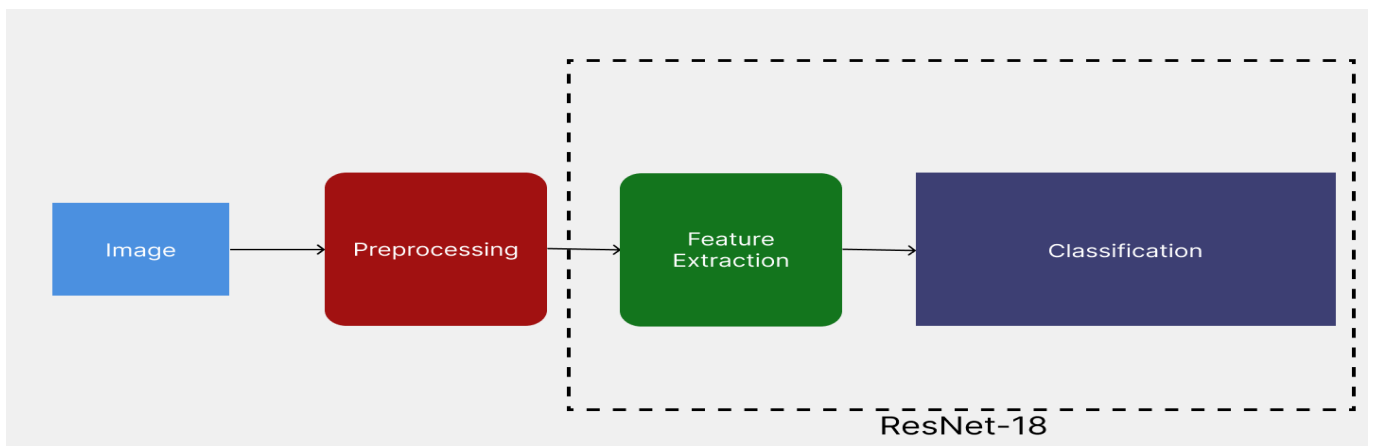 Image
Preprocessing
Feature
Extraction
Classification
ResNet-18